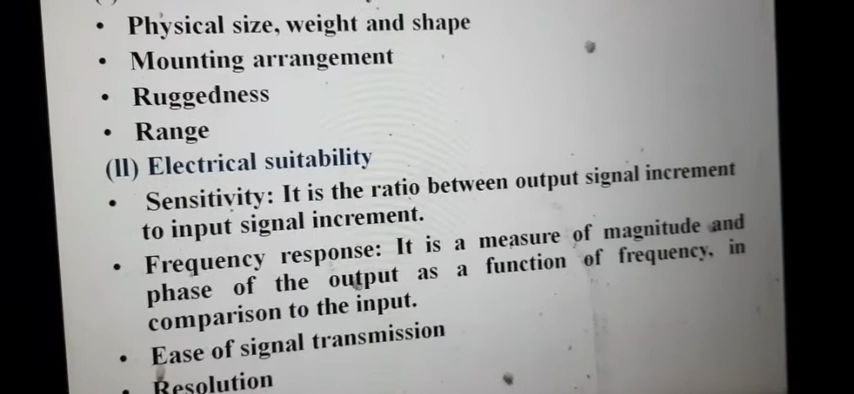 • Physical size, weight and shape
• Mounting arrangement
• Ruggedness
• Range
(II) Electrical suitability
• Sensitivity: It is the ratio between output signal increment
to input signal increment.
• Frequency response: It is a measure of magnitude and
phase of the output as a function of frequency, in
comparison to the input.
• Ease of signal transmission
• Resolution